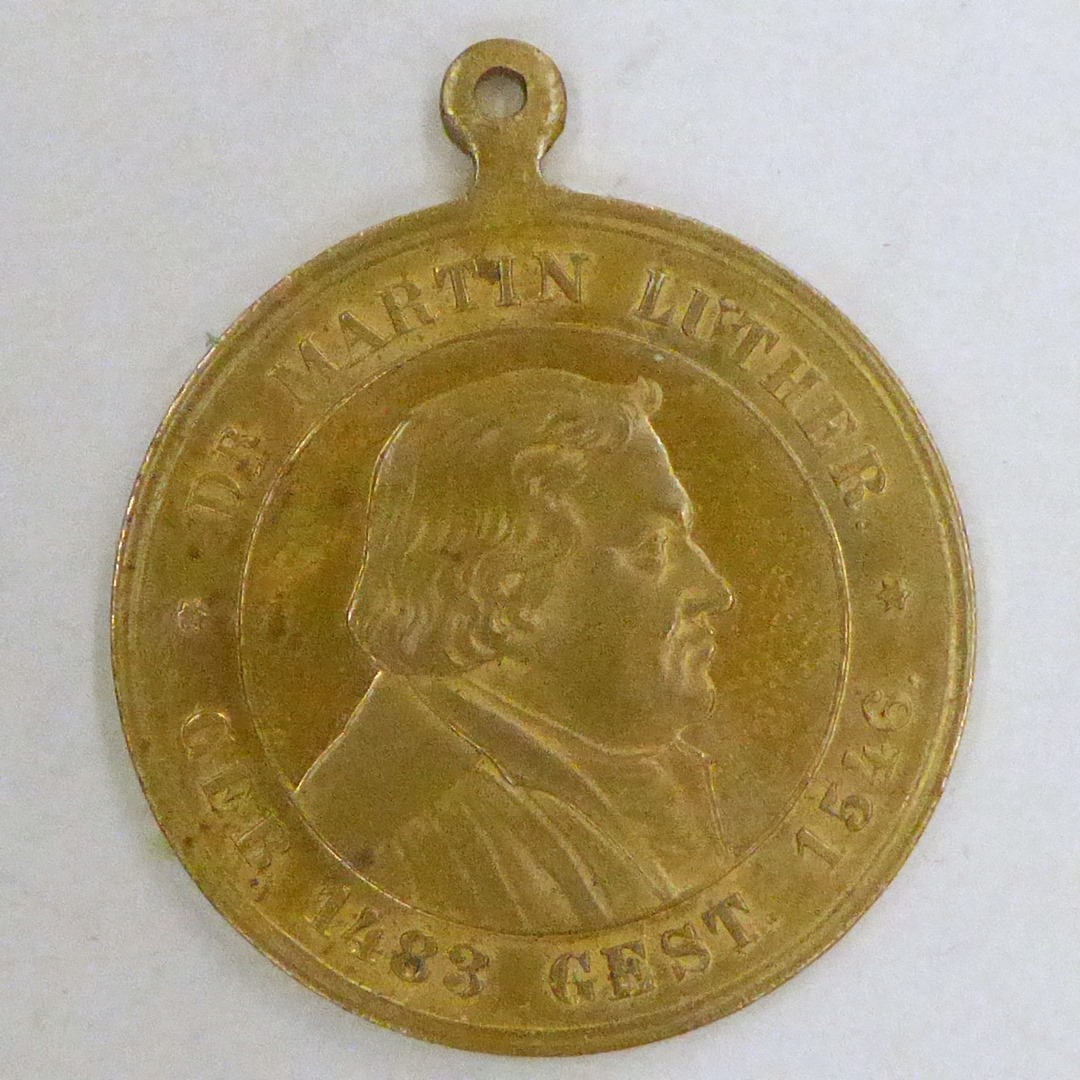 DR MARTIN LUTHER.
GEB. 1483 GEST. 1546.